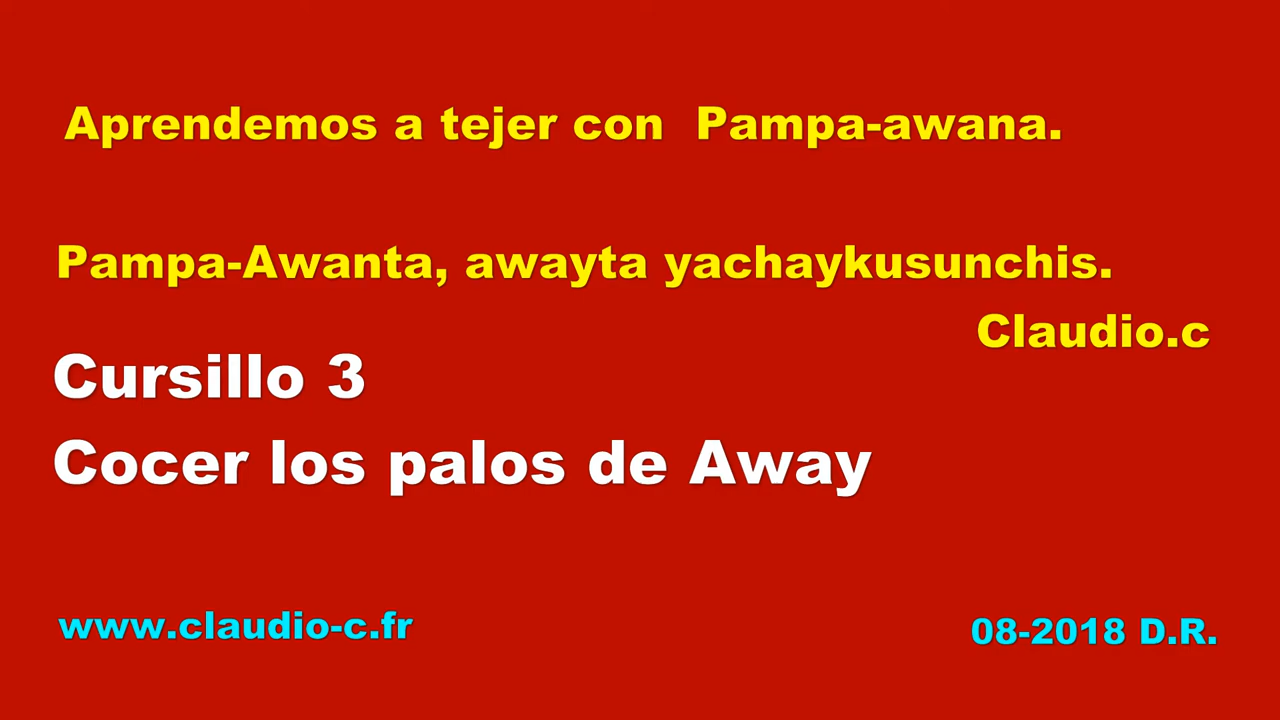 Aprendemos a tejer con Pampa-awana.
Pampa-Awanta, awayta yachaykusunchis.
Claudio.c
Cursillo 3
Cocer los palos de Away
www.claudio-c.fr
08-2018 D.R.